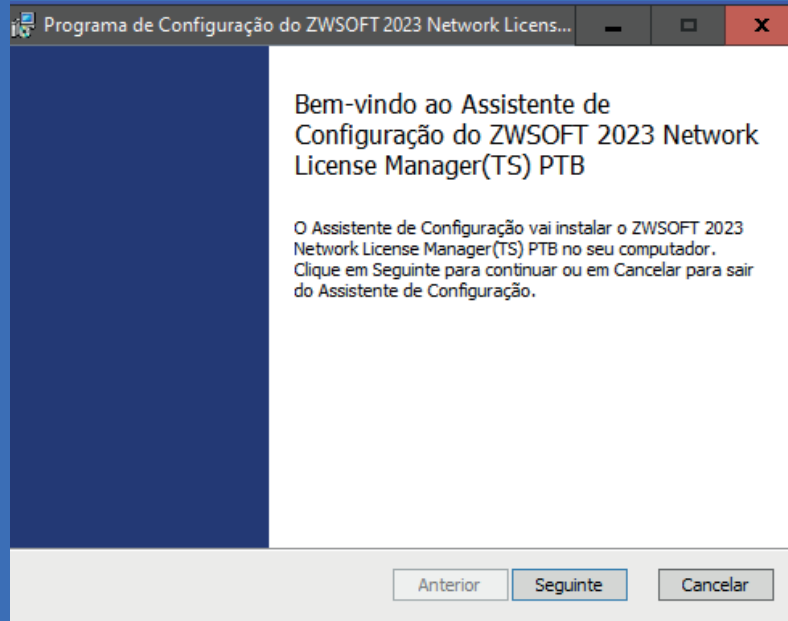 Programa de Configuração do ZWSOFT 2023 Network Licens...
Bem-vindo ao Assistente de
Configuração do ZWSOFT 2023 Network
License Manager(TS) PTB
O Assistente de Configuração vai instalar o ZWSOFT 2023
Network License Manager(TS) PTB no seu computador.
Clique em Seguinte para continuar ou em Cancelar para sair
do Assistente de Configuração.
Anterior Seguinte Cancelar